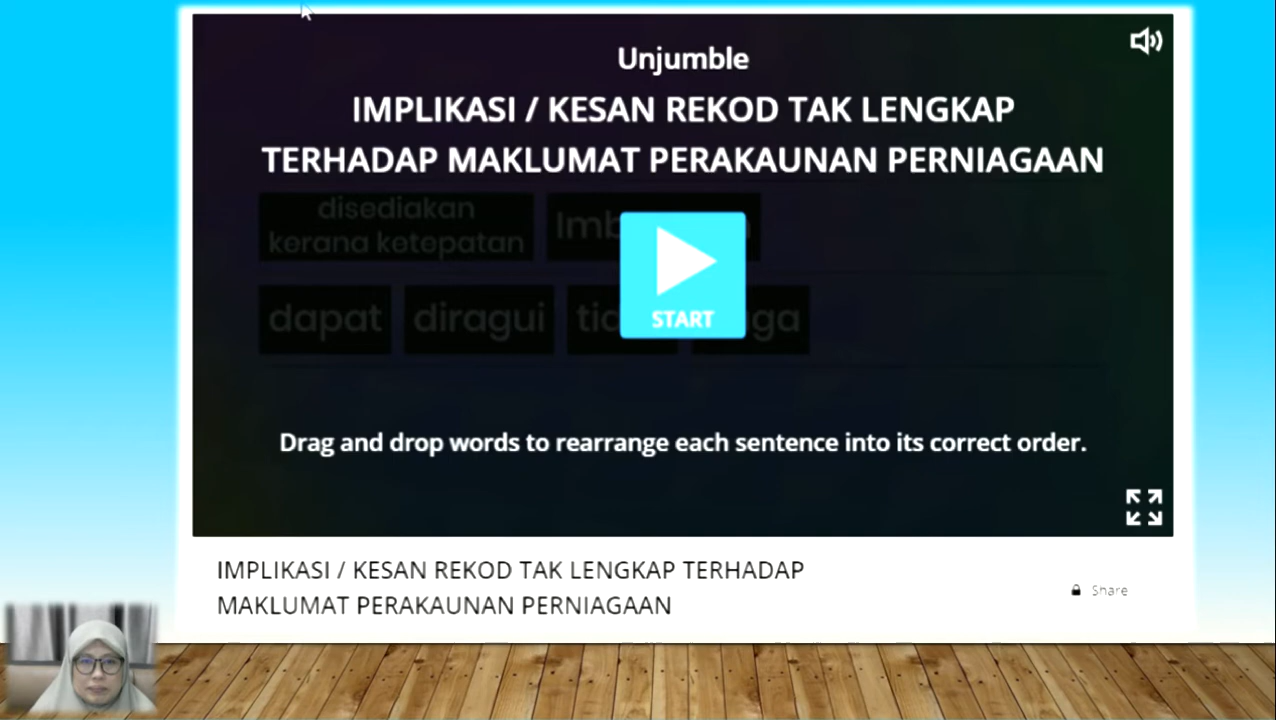 Unjumble
IMPLIKASI / KESAN REKOD TAK LENGKAP
TERHADAP MAKLUMAT PERAKAUNAN PERNIAGAAN
disediakan
kerana ketepatan
dapat diragui
START
Drag and drop words to rearrange each sentence into its correct order.
IMPLIKASI / KESAN REKOD TAK LENGKAP TERHADAP
MAKLUMAT PERAKAUNAN PERNIAGAAN
Share